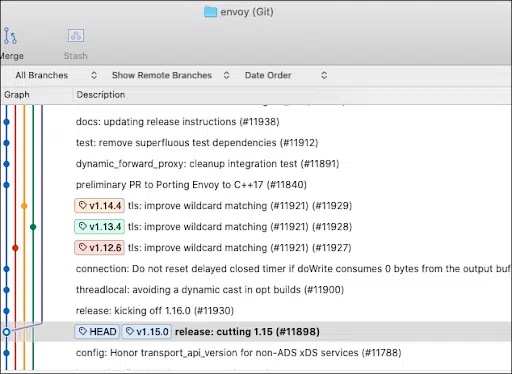 envoy (Git)
Merge
Stash
All Branches
Show Remote Branches
Date Order
Graph
Description
docs: updating release instructions (#11938)
test: remove superfluous test dependencies (#11912)
dynamic_forward_proxy: cleanup integration test (#11891)
preliminary PR to Porting Envoy to C++17 (#11840)
v1.14.4 tls: improve wildcard matching (#11921) (#11929)
v1.13.4 tls: improve wildcard matching (#11921) (#11928)
v1.12.6 tls: improve wildcard matching (#11921) (#11927)
connection: Do not reset delayed closed timer if doWrite consumes 0 bytes from the output buf
threadlocal: avoiding a dynamic cast in opt builds (#11900)
release: kicking off 1.16.0 (#11930)
HEAD v1.15.0 release: cutting 1.15 (#11898)
config: Honor transport_api_version for non-ADS xDS services (#11788)